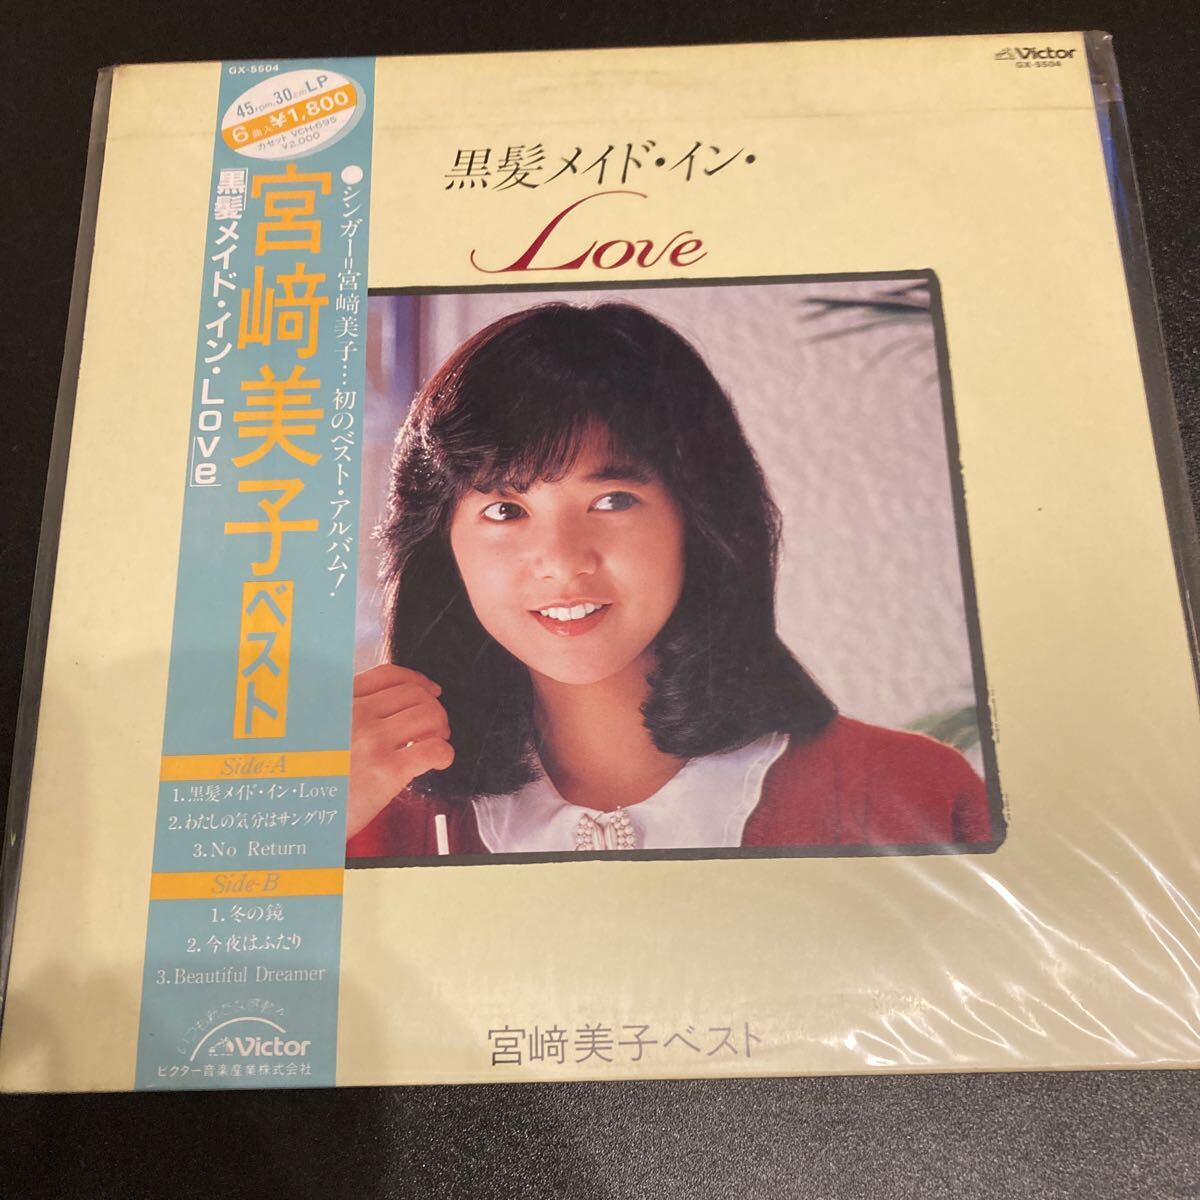 GX-5504
45rpm.30cmLP
6曲入¥1,800
カセット VCH-695
¥2,000
●シンガー=宮﨑美子…初のベスト・アルバム!
宮﨑美子ベスト
「黒髪メイド・イン・Love」
Side-A
1.黒髪メイド・イン・Love
2.わたしの気分はサングリア
3.No Return
Side-B
1.冬の鏡
2.今夜はふたり
3.Beautiful Dreamer
Victor
ビクター音楽産業株式会社
Victor
GX-5504
黒髪メイド・イン・
Love
宮﨑美子ベスト